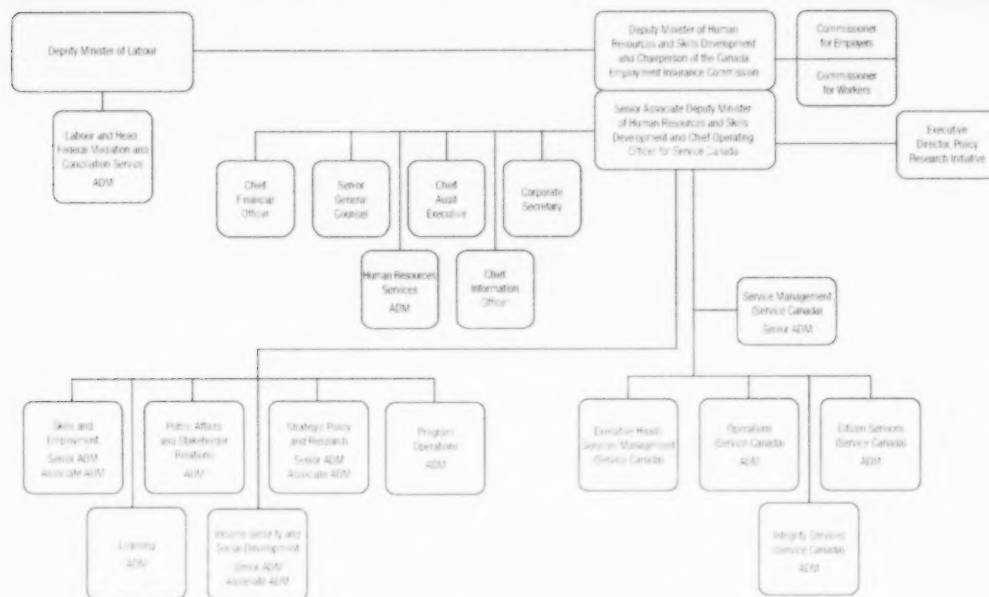 Deputy Minister of Labour
Deputy Minister of Human
Resources and Skills Development
and Chairperson of the Canada
Employment Insurance Commission
Commissioner
for Employers
Commissioner
for Workers
Labour and Head
Federal Mediation and
Conciliation Service
ADM
Senior Associate Deputy Minister
of Human Resources and Skills
Development and Chief Operating
Officer for Service Canada
Executive
Director, Policy
Research Initiative
Chief
Financial
Officer
Senior
General
Counsel
Chief
Audit
Executive
Corporate
Secretary
Human Resources
Services
ADM
Chief
Information
Officer
Service Management
(Service Canada)
Senior ADM
Skills and
Employment
Senior ADM
Associate ADM
Public Affairs
and Stakeholder
Relations
ADM
Strategic Policy
and Research
Senior ADM
Associate ADM
Program
Operations
ADM
Executive Heads
Services Management
(Service Canada)
Operations
(Service Canada)
ADM
Citizen Services
(Service Canada)
ADM
Learning
ADM
Income Security and
Social Development
Senior ADM
Associate ADM
Integrity Services
(Service Canada)
ADM